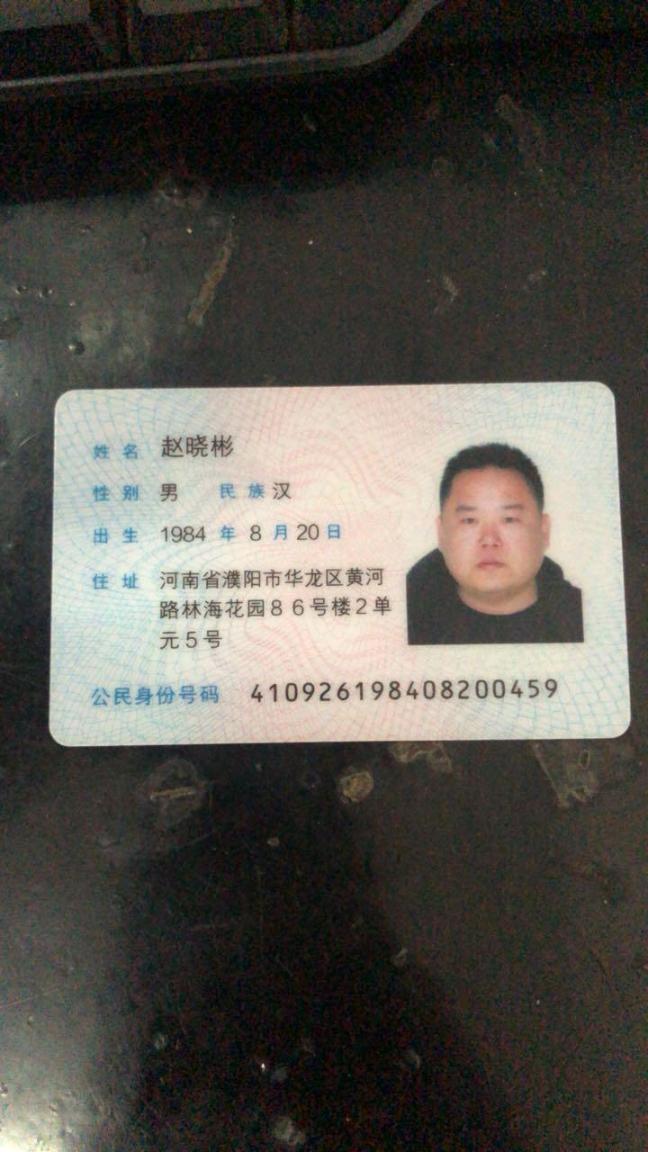 姓名 赵晓彬
性别 男 民族 汉
出生 1984 年 8 月 20 日
住址 河南省濮阳市华龙区黄河
路林海花园86号楼2单
元5号
公民身份号码 410926198408200459